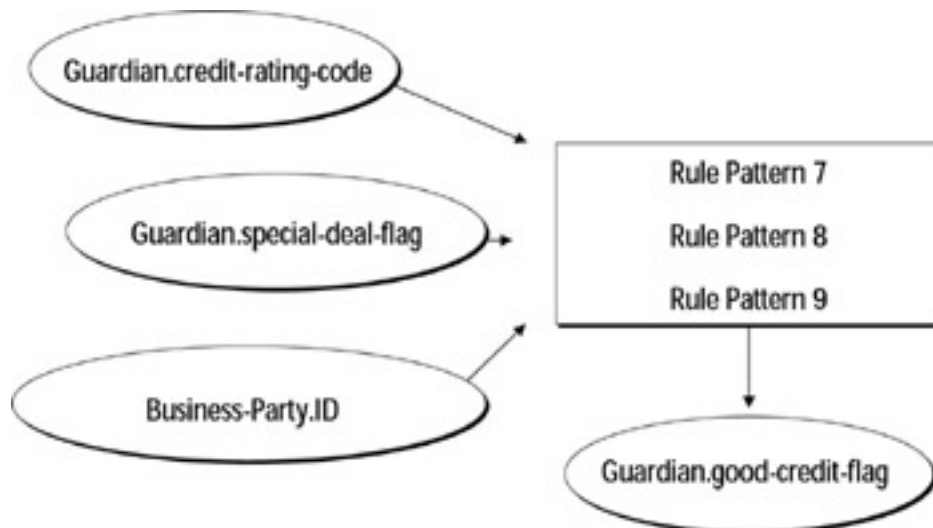 Guardian.credit-rating-code
Rule Pattern 7
Guardian.special-deal-flag
Rule Pattern 8
Rule Pattern 9
Business-Party.ID
Guardian.good-credit-flag